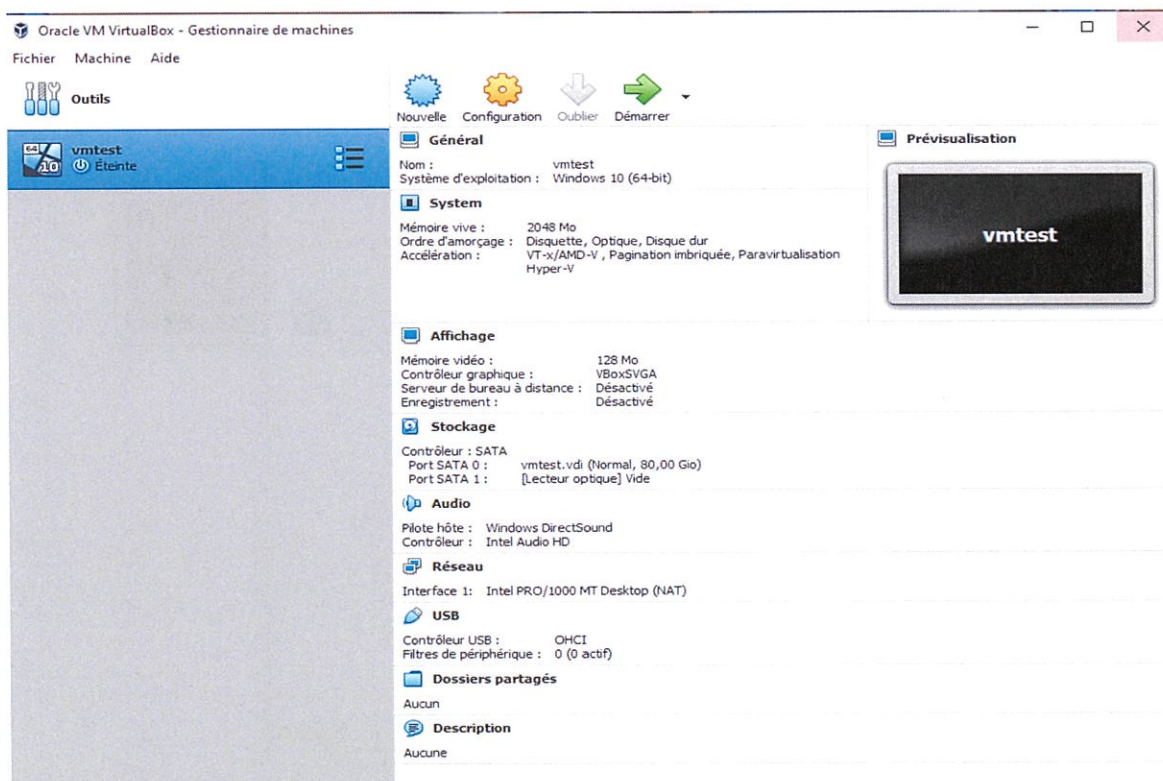 Oracle VM VirtualBox - Gestionnaire de machines
Fichier Machine Aide
Outils
vmtest
Éteinte
64
10
Nouvelle Configuration Oublier Démarrer
Général
Nom : vmtest
Système d'exploitation : Windows 10 (64-bit)
System
Mémoire vive : 2048 Mo
Ordre d'amorçage : Disquette, Optique, Disque dur
Accélération : VT-x/AMD-V , Pagination imbriquée, Paravirtualisation
Hyper-V
Prévisualisation
vmtest
Affichage
Mémoire vidéo : 128 Mo
Contrôleur graphique : VBoxSVGA
Serveur de bureau à distance : Désactivé
Enregistrement : Désactivé
Stockage
Contrôleur : SATA
Port SATA 0 : vmtest.vdi (Normal, 80,00 Gio)
Port SATA 1 : [Lecteur optique] Vide
Audio
Pilote hôte : Windows DirectSound
Contrôleur : Intel Audio HD
Réseau
Interface 1: Intel PRO/1000 MT Desktop (NAT)
USB
Contrôleur USB : OHCI
Filtres de périphérique : 0 (0 actif)
Dossiers partagés
Aucun
Description
Aucune